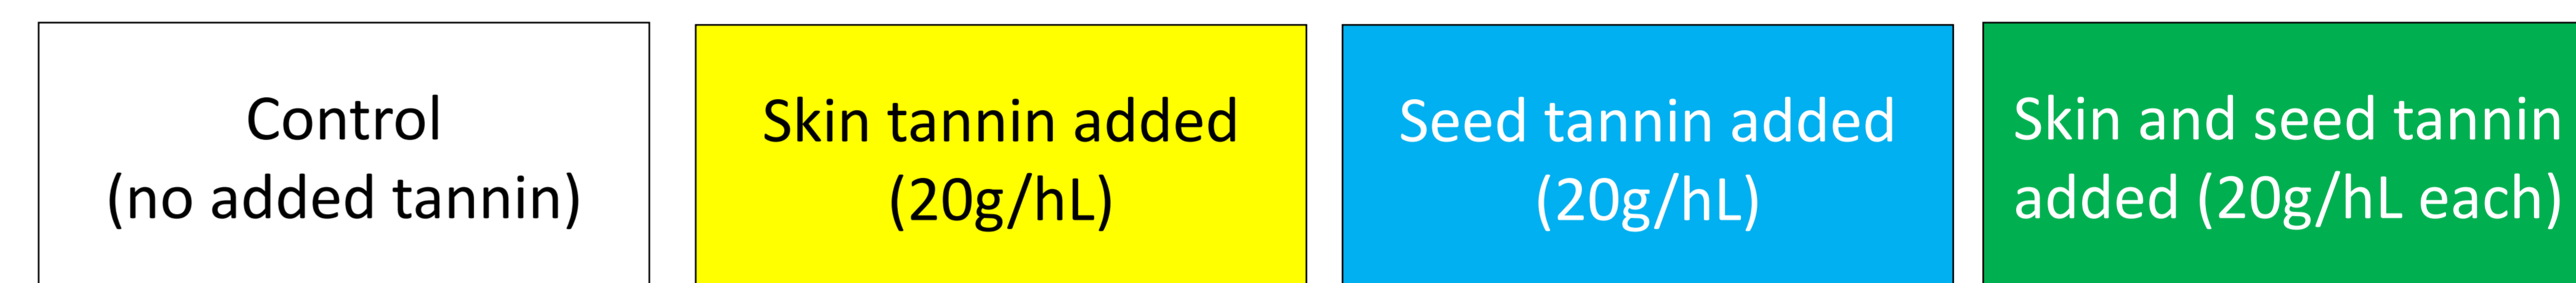 Control
(no added tannin)
Skin tannin added
(20g/hL)
Seed tannin added
(20g/hL)
Skin and seed tannin
added (20g/hL each)